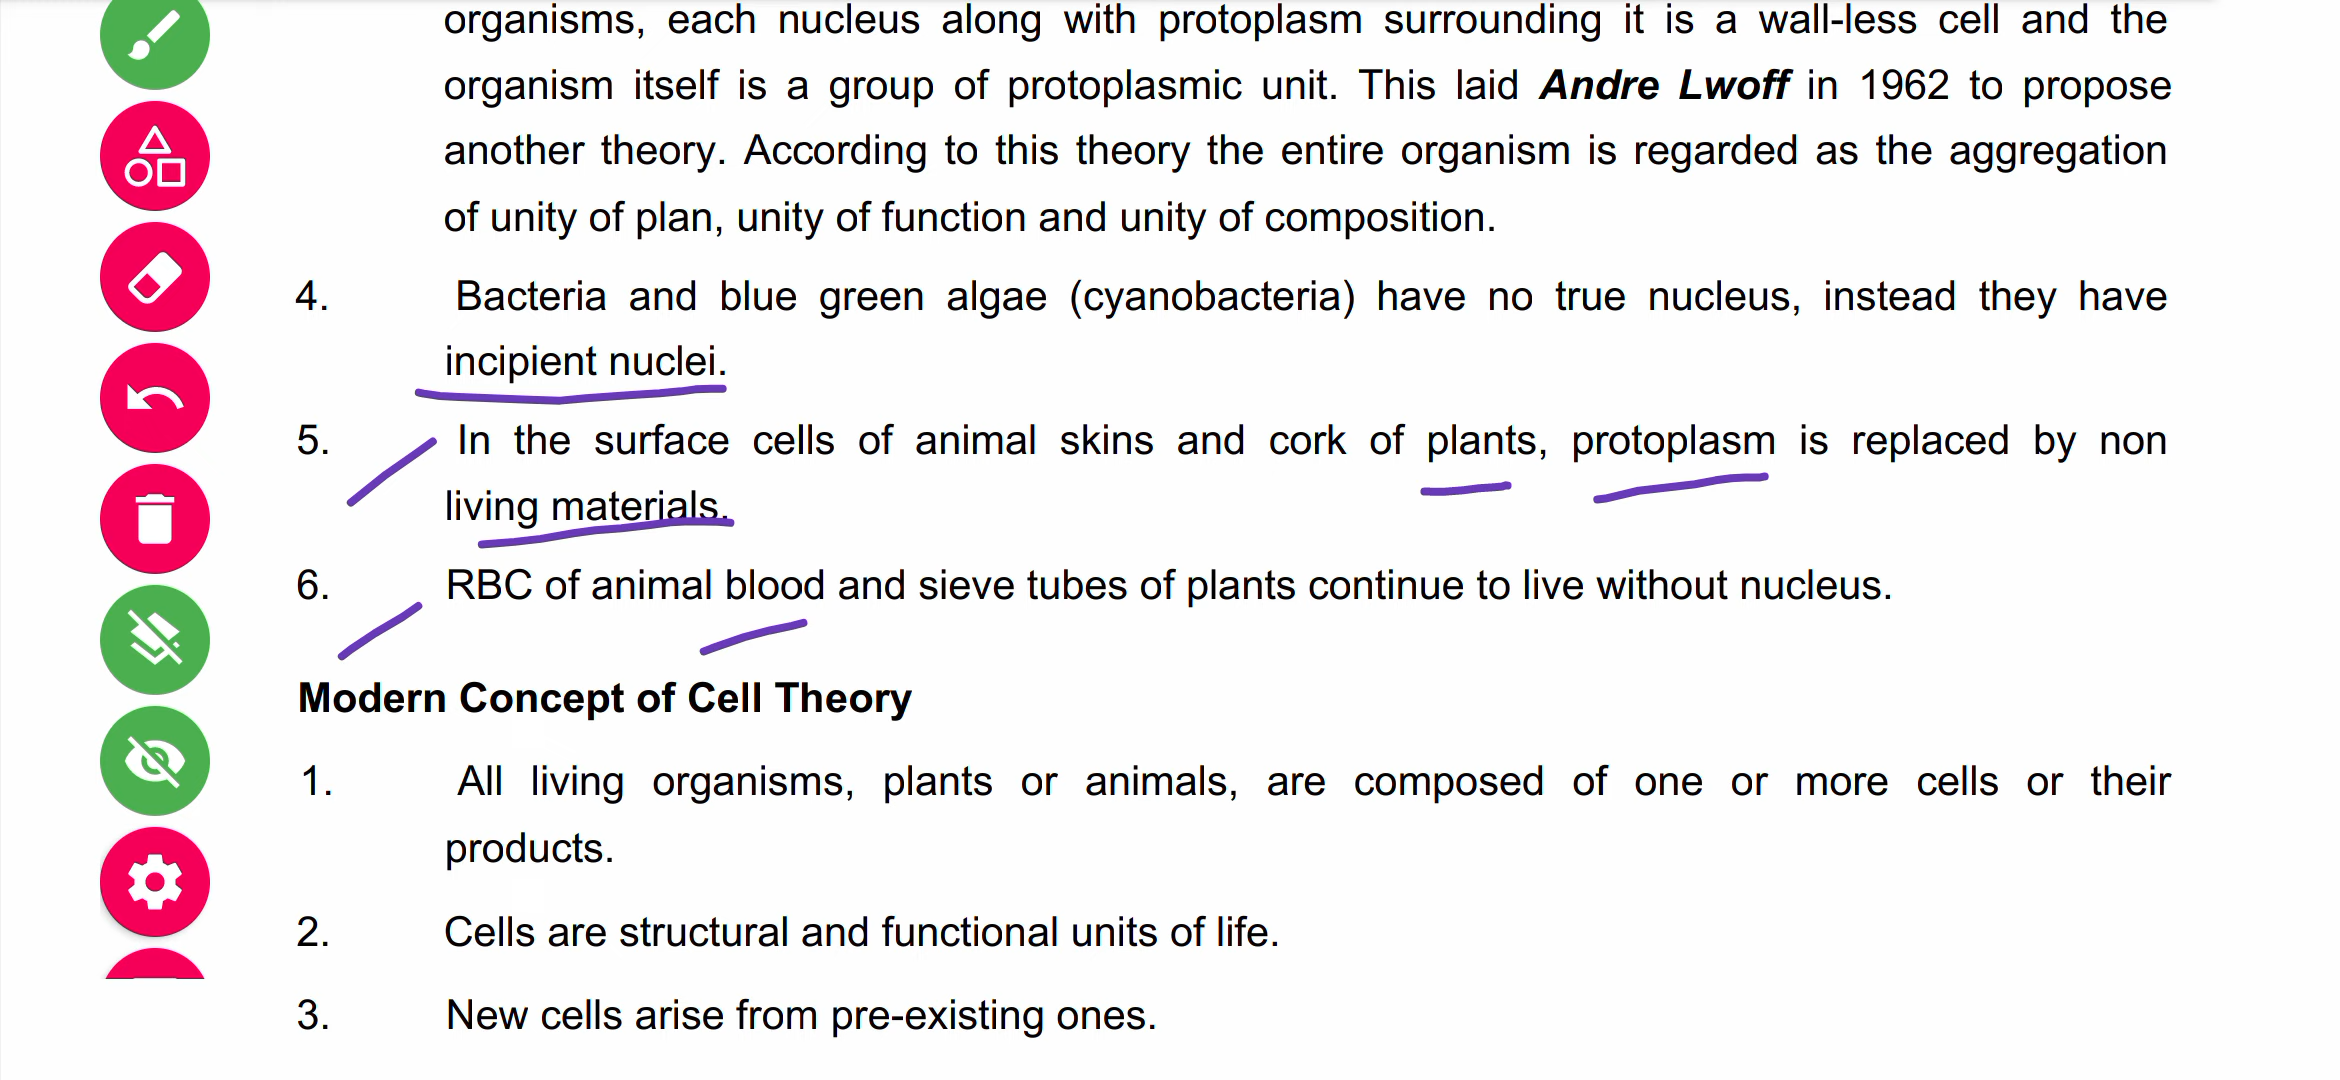 organisms, each nucleus along with protoplasm surrounding it is a wall-less cell and the
organism itself is a group of protoplasmic unit. This laid Andre Lwoff in 1962 to propose
another theory. According to this theory the entire organism is regarded as the aggregation
of unity of plan, unity of function and unity of composition.
4. Bacteria and blue green algae (cyanobacteria) have no true nucleus, instead they have
incipient nuclei.
5. In the surface cells of animal skins and cork of plants, protoplasm is replaced by non
living materials.
6. RBC of animal blood and sieve tubes of plants continue to live without nucleus.
Modern Concept of Cell Theory
1. All living organisms, plants or animals, are composed of one or more cells or their
products.
2. Cells are structural and functional units of life.
3. New cells arise from pre-existing ones.